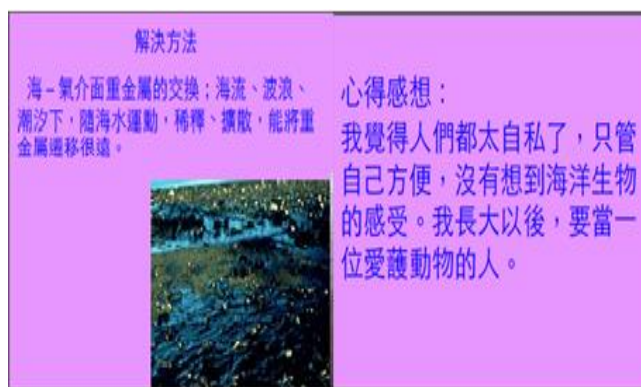 解決方法
海–氣介面重金屬的交換；海流、波浪、
潮汐下，隨海水運動，稀釋、擴散，能將重
金屬遷移很遠。
心得感想：
我覺得人們都太自私了，只管
自己方便，沒有想到海洋生物
的感受。我長大以後，要當一
位愛護動物的人。